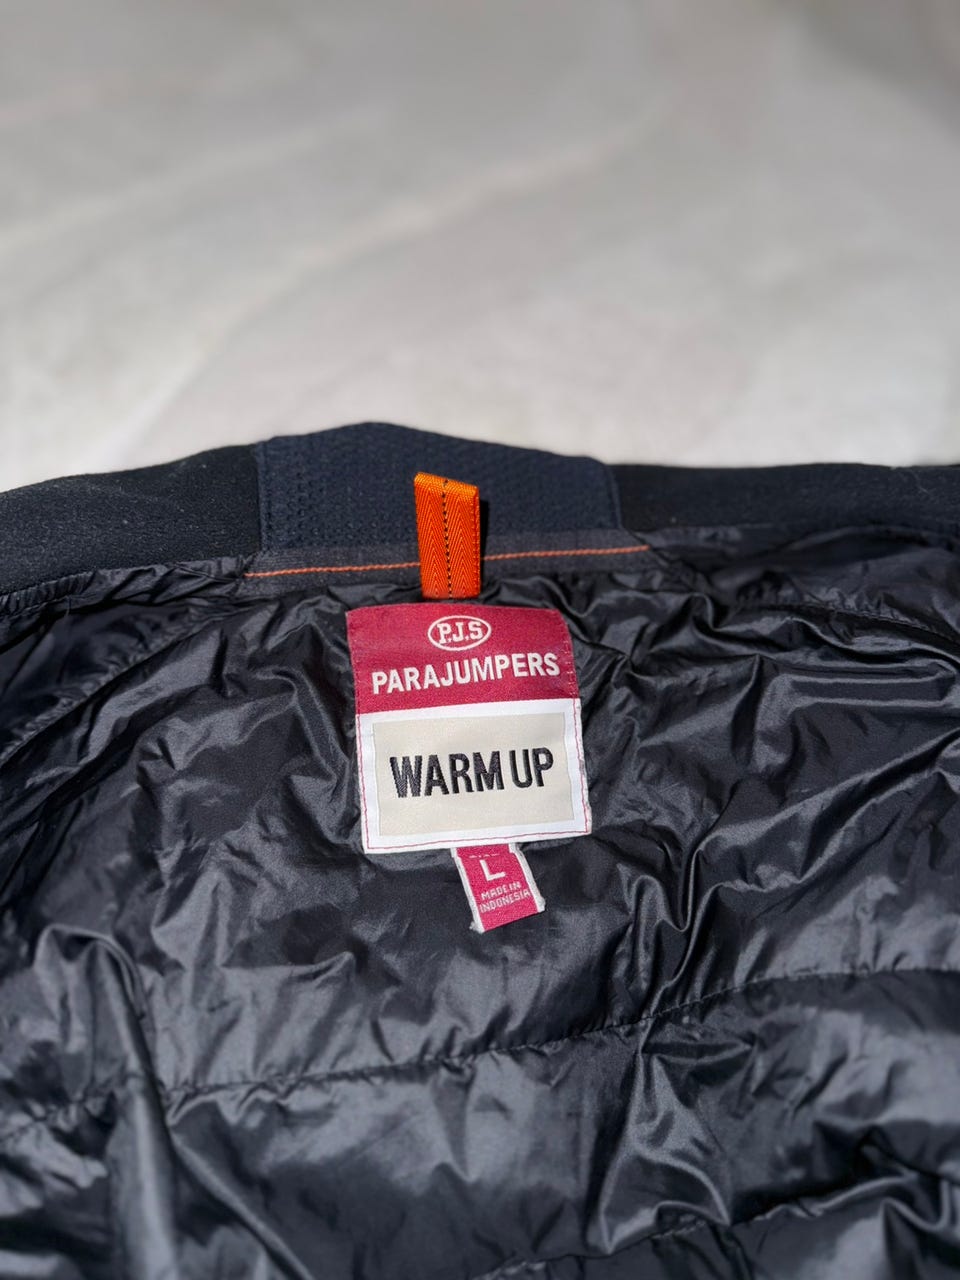 P.J.S
PARAJUMPERS
WARM UP
L
MADE IN
INDONESIA